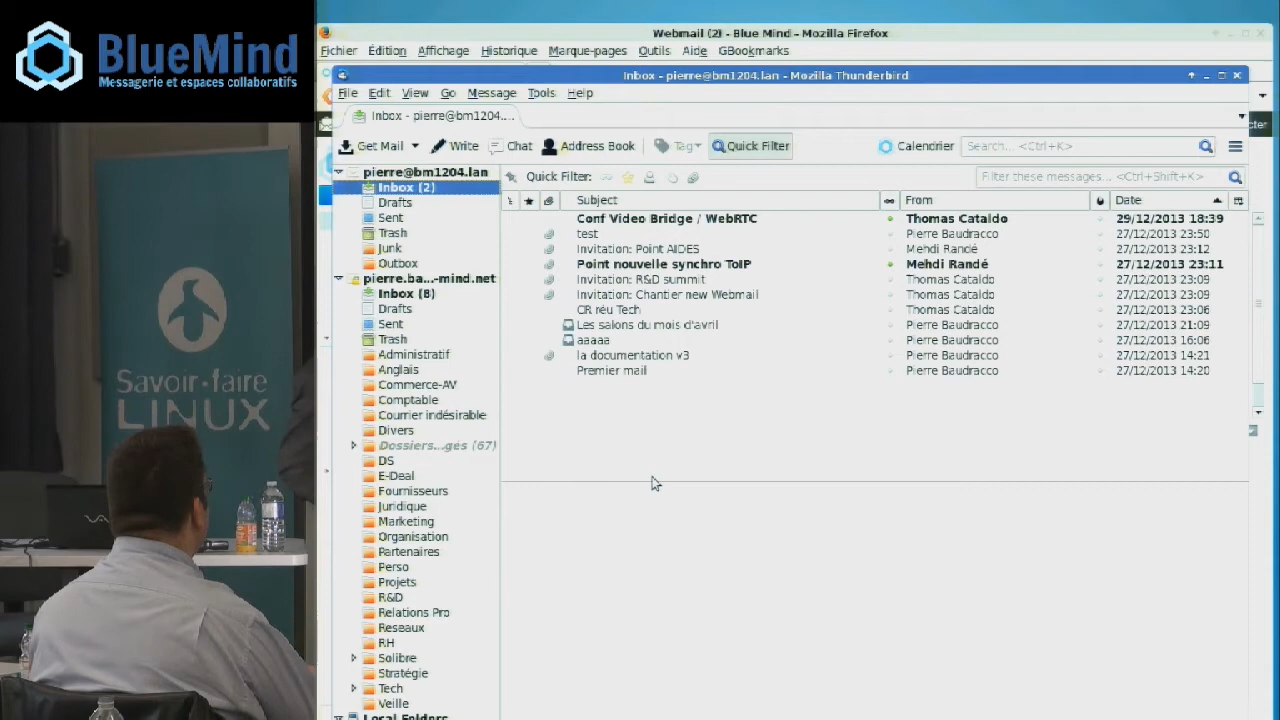 BlueMind
Messagerie et espaces collaboratifs
Savoir-faire
LINUX
Webmail (2) - Blue Mind - Mozilla Firefox
Fichier Édition Affichage Historique Marque-pages Outils Aide GBookmarks
Inbox - pierre@bm1204.lan - Mozilla Thunderbird
File Edit View Go Message Tools Help
Inbox - pierre@bm1204....
Get Mail Write Chat Address Book Tag Quick Filter Calendrier Search... <Ctrl+K>
Quick Filter: Filter these messages... <Ctrl+Shift+K>
pierre@bm1204.lan
Inbox (2)
Drafts
Sent
Trash
Junk
Outbox
pierre.ba...-mind.net
Inbox (8)
Drafts
Sent
Trash
Administratif
Anglais
Commerce-AV
Comptable
Courrier indésirable
Divers
Dossiers...ges (67)
DS
E-Deal
Fournisseurs
Juridique
Marketing
Organisation
Partenaires
Perso
Projets
R&D
Relations Pro
Reseaux
RH
Solibre
Stratégie
Tech
Veille
Local Folders
Subject From Date
Conf Video Bridge / WebRTC Thomas Cataldo 29/12/2013 18:39
test Pierre Baudracco 27/12/2013 23:50
Invitation: Point AIDES Mehdi Randé 27/12/2013 23:12
Point nouvelle synchro ToIP Mehdi Randé 27/12/2013 23:11
Invitation: R&D summit Thomas Cataldo 27/12/2013 23:09
Invitation: Chantier new Webmail Thomas Cataldo 27/12/2013 23:09
CR réu Tech Thomas Cataldo 27/12/2013 23:06
Les salons du mois d'avril Pierre Baudracco 27/12/2013 21:09
aaaaa Pierre Baudracco 27/12/2013 16:06
la documentation v3 Pierre Baudracco 27/12/2013 14:21
Premier mail Pierre Baudracco 27/12/2013 14:20